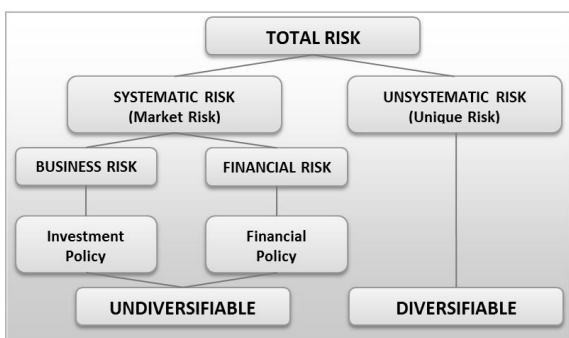 TOTAL RISK
SYSTEMATIC RISK
(Market Risk)
UNSYSTEMATIC RISK
(Unique Risk)
BUSINESS RISK
FINANCIAL RISK
Investment
Policy
Financial
Policy
UNDIVERSIFIABLE
DIVERSIFIABLE